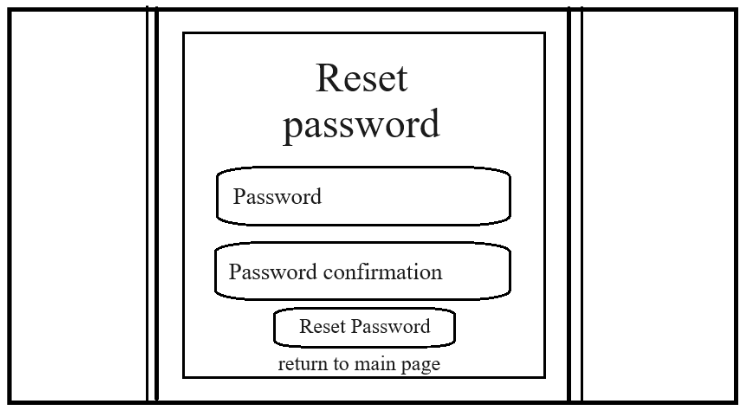 Reset
password
Password
Password confirmation
Reset Password
return to main page